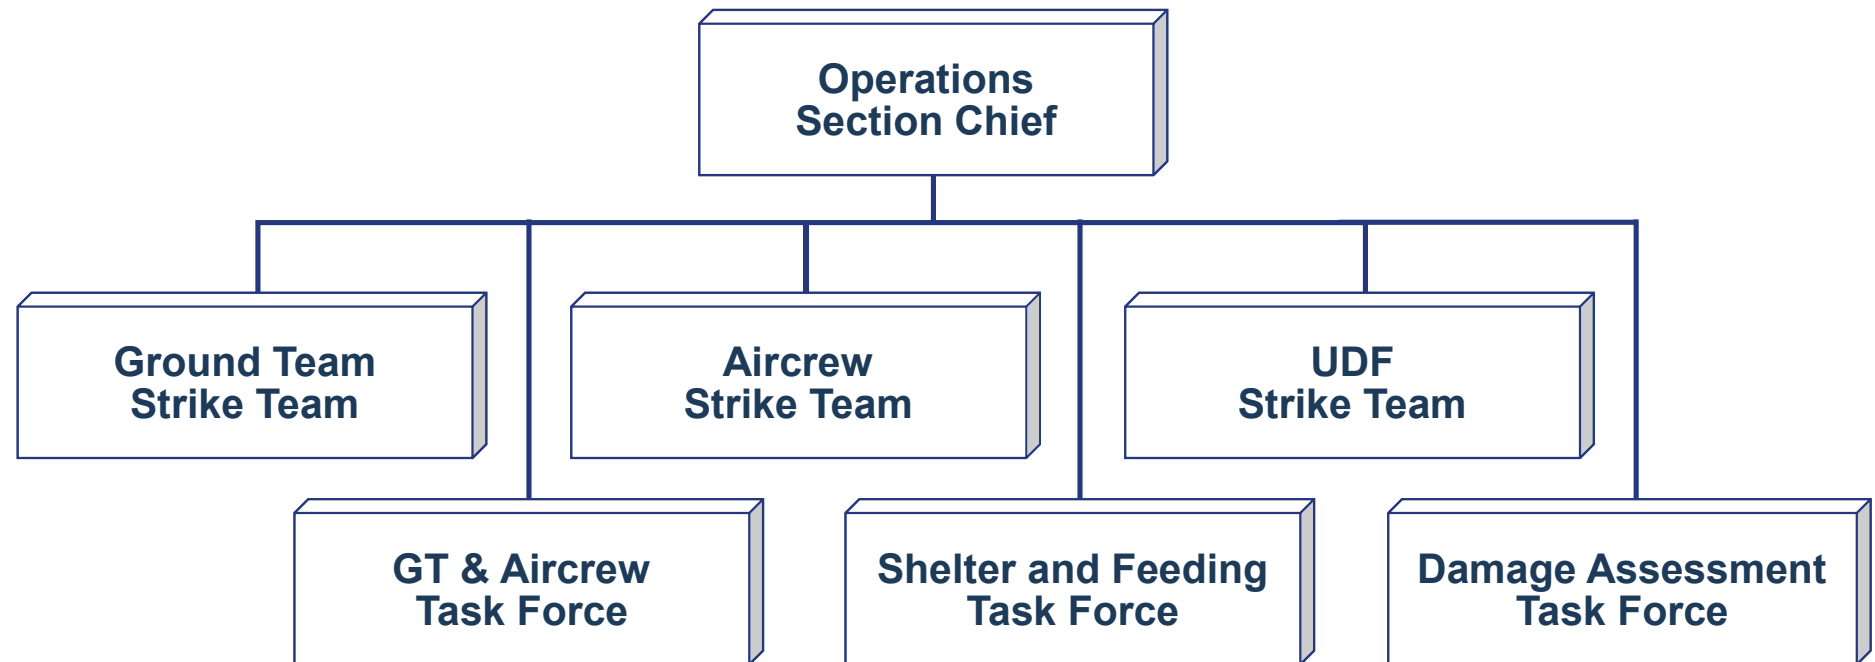 Operations
Section Chief
Ground Team
Strike Team
Aircrew
Strike Team
UDF
Strike Team
GT & Aircrew
Task Force
Shelter and Feeding
Task Force
Damage Assessment
Task Force